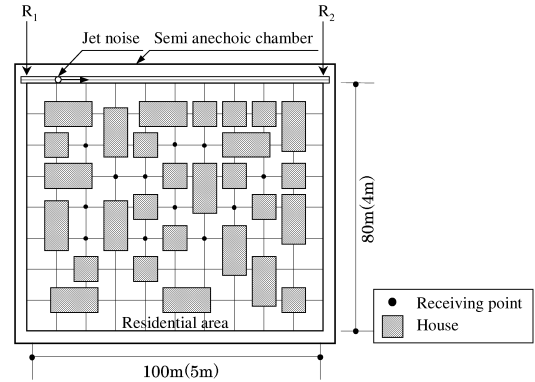 R1 R2
Jet noise Semi anechoic chamber
80m(4m)
Receiving point
House
Residential area
100m(5m)